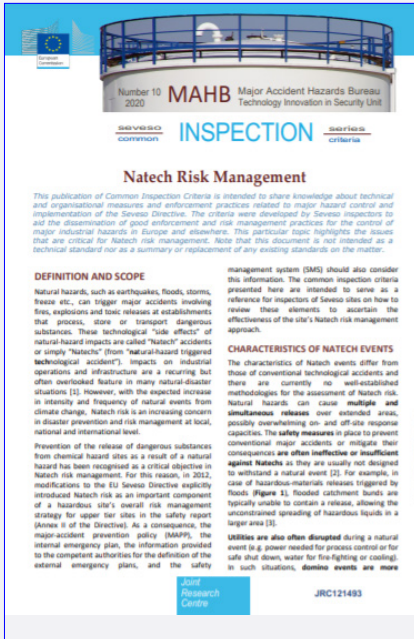 European
Commission
Number 10
2020
MAHB
Major Accident Hazards Bureau
Technology Innovation in Security Unit
seveso
common
INSPECTION
series
criteria
Natech Risk Management
This publication of Common Inspection Criteria is intended to share knowledge about technical
and organisational measures and enforcement practices related to major hazard control and
implementation of the Seveso Directive. The criteria were developed by Seveso inspectors to
aid the dissemination of good enforcement and risk management practices for the control of
major industrial hazards in Europe and elsewhere. This particular topic highlights the issues
that are critical for Natech risk management. Note that this document is not intended as a
technical standard nor as a summary or replacement of any existing standards on the matter.
DEFINITION AND SCOPE
Natural hazards, such as earthquakes, floods, storms,
freeze etc., can trigger major accidents involving
fires, explosions and toxic releases at establishments
that process, store or transport dangerous
substances. These technological "side effects" of
natural-hazard impacts are called "Natech" accidents
or simply "Natechs" (from "natural-hazard triggered
technological accident"). Impacts on industrial
operations and infrastructure are a recurring but
often overlooked feature in many natural-disaster
situations [1]. However, with the expected increase
in intensity and frequency of natural events from
climate change, Natech risk is an increasing concern
in disaster prevention and risk management at local,
national and international level.
Prevention of the release of dangerous substances
from chemical hazard sites as a result of a natural
hazard has been recognised as a critical objective in
Natech risk management. For this reason, in 2012,
modifications to the EU Seveso Directive explicitly
introduced Natech risk as an important component
of a hazardous site's overall risk management
strategy for upper tier sites in the safety report
(Annex II of the Directive). As a consequence, the
major-accident prevention policy (MAPP), the
internal emergency plan, the information provided
to the competent authorities for the definition of the
external emergency plans, and the safety
management system (SMS) should also consider
this information. The common inspection criteria
presented here are intended to serve as a
reference for inspectors of Seveso sites on how to
review these elements to ascertain the
effectiveness of the site's Natech risk management
approach.
CHARACTERISTICS OF NATECH EVENTS
The characteristics of Natech events differ from
those of conventional technological accidents and
there are currently no well-established
methodologies for the assessment of Natech risk.
Natural hazards can cause multiple and
simultaneous releases over extended areas,
possibly overwhelming on- and off-site response
capacities. The safety measures in place to prevent
conventional major accidents or mitigate their
consequences are often ineffective or insufficient
against Natechs as they are usually not designed
to withstand a natural event [2]. For example, in
case of hazardous-materials releases triggered by
floods (Figure 1), flooded catchment bunds are
typically unable to contain a release, allowing the
unconstrained spreading of hazardous liquids in a
larger area [3].
Utilities are also often disrupted during a natural
event (e.g. power needed for process control or for
safe shut down, water for fire-fighting or cooling).
In such situations, domino events are more
Joint
Research
Centre
JRC121493